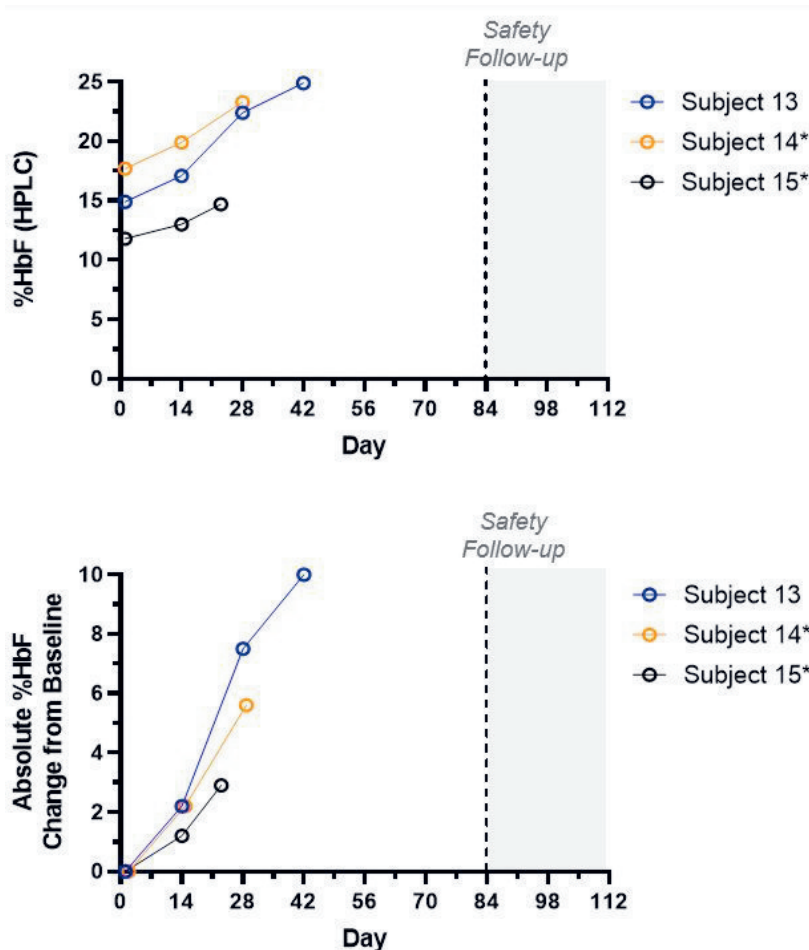 Safety
Follow-up
25
20
15
10
5
0
%HbF (HPLC)
0 14 28 42 56 70 84 98 112
Day
Subject 13
Subject 14*
Subject 15*
Safety
Follow-up
10
8
6
4
2
0
Absolute %HbF
Change from Baseline
0 14 28 42 56 70 84 98 112
Day
Subject 13
Subject 14*
Subject 15*